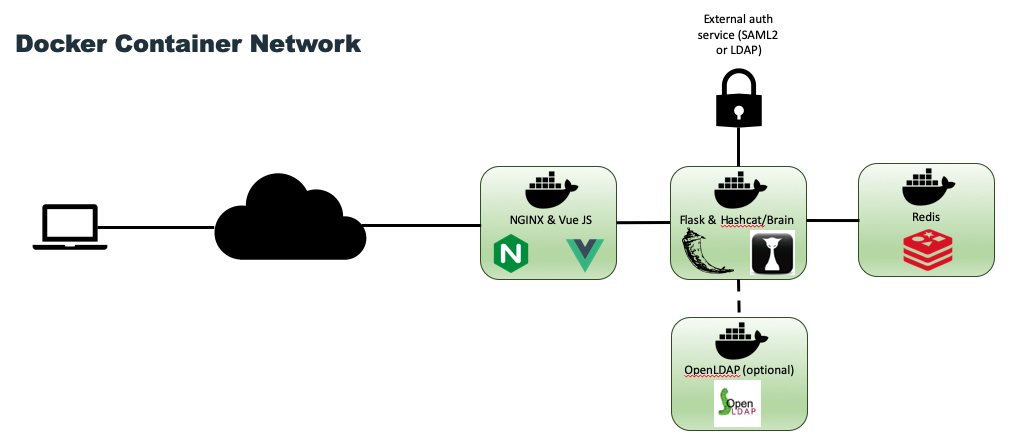 Docker Container Network
External auth
service (SAML2
or LDAP)
NGINX & Vue JS
N
Flask & Hashcat/Brain
Redis
OpenLDAP (optional)
Open
LDAP